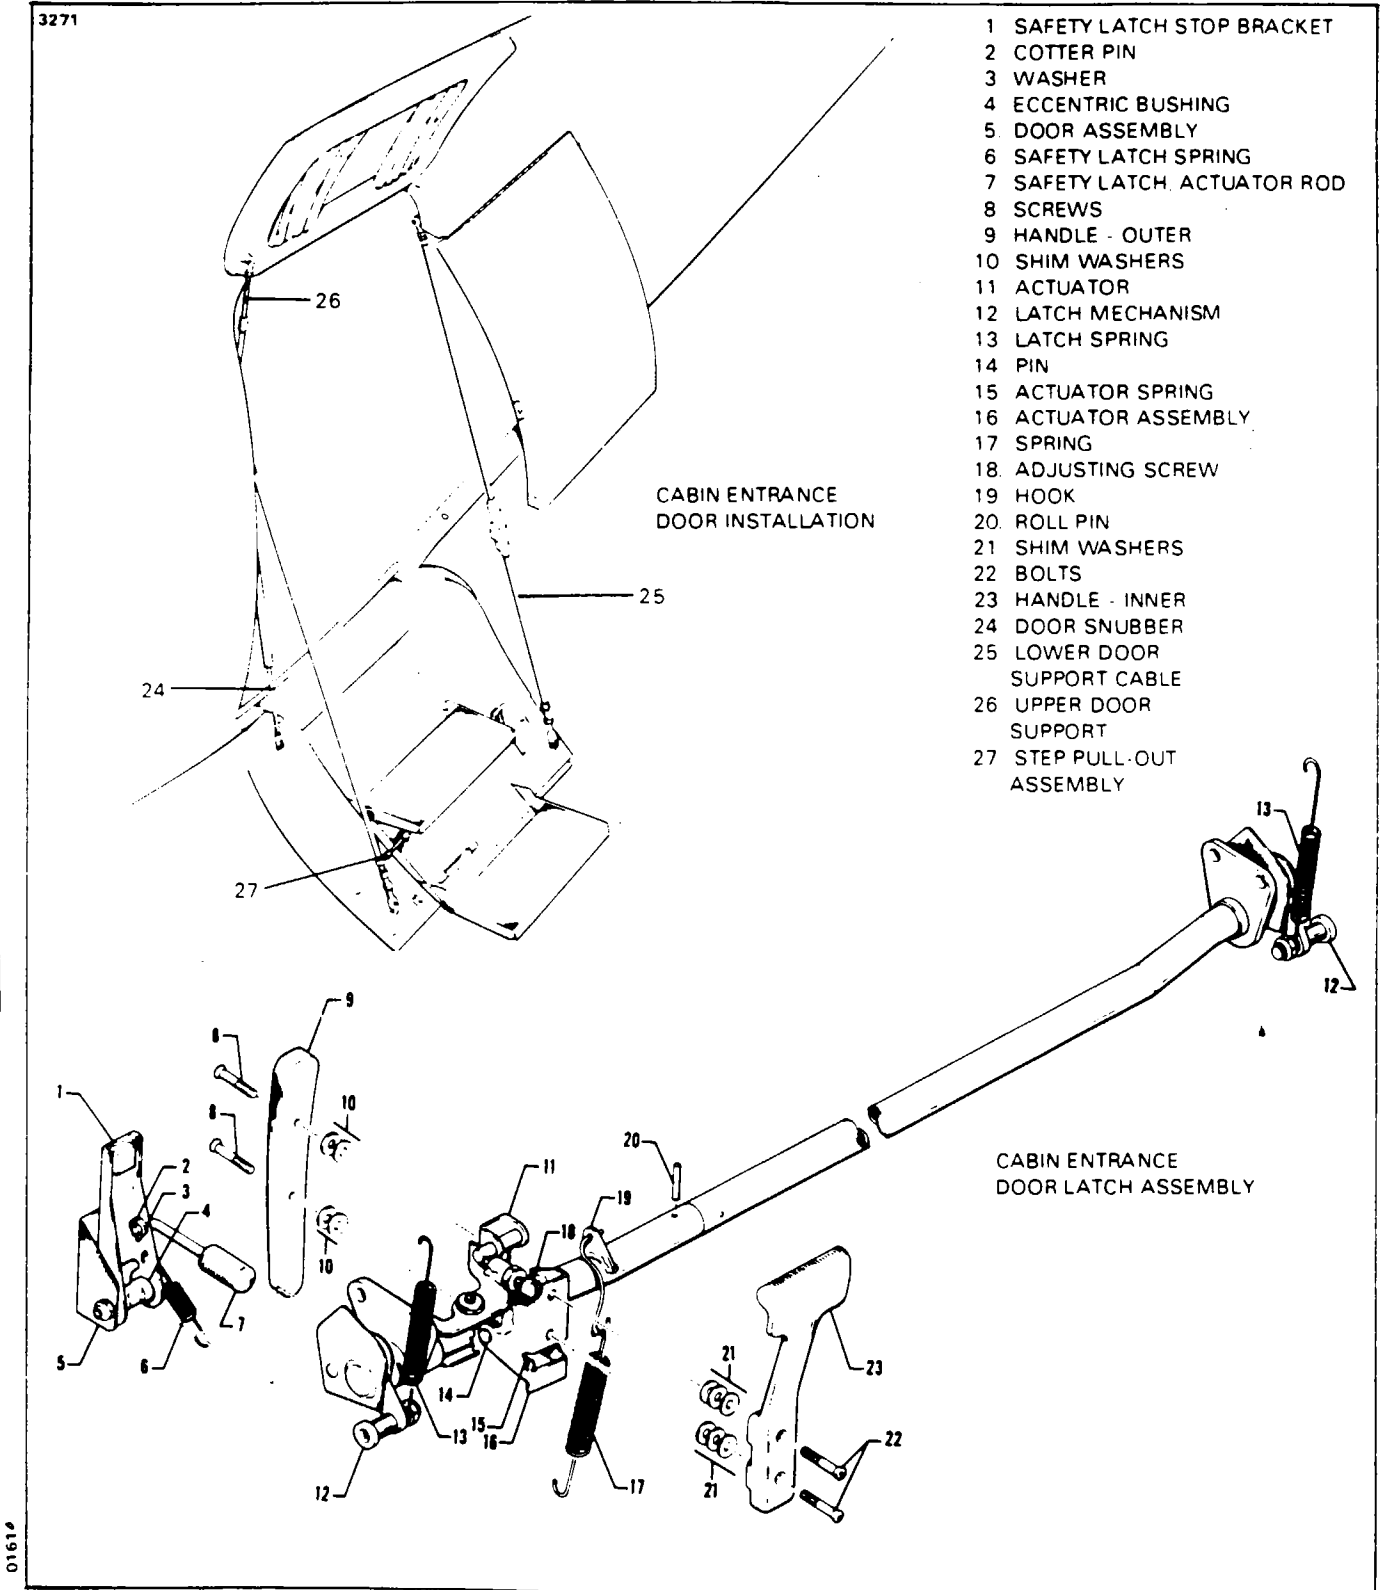 3271
1 SAFETY LATCH STOP BRACKET
2 COTTER PIN
3 WASHER
4 ECCENTRIC BUSHING
5. DOOR ASSEMBLY
6 SAFETY LATCH SPRING
7 SAFETY LATCH ACTUATOR ROD
8 SCREWS
9 HANDLE - OUTER
10 SHIM WASHERS
11 ACTUATOR
12 LATCH MECHANISM
13 LATCH SPRING
14 PIN
15 ACTUATOR SPRING
16 ACTUATOR ASSEMBLY
17 SPRING
18. ADJUSTING SCREW
19 HOOK
20. ROLL PIN
21 SHIM WASHERS
22 BOLTS
23 HANDLE - INNER
24 DOOR SNUBBER
25 LOWER DOOR
SUPPORT CABLE
26 UPPER DOOR
SUPPORT
27 STEP PULL-OUT
ASSEMBLY
26
CABIN ENTRANCE
DOOR INSTALLATION
25
24
27
13
12
9
8
1
8
10
2
3
4
10
7
5
6
20
11
19
18
CABIN ENTRANCE
DOOR LATCH ASSEMBLY
14
15
16
13
12
17
21
23
22
21